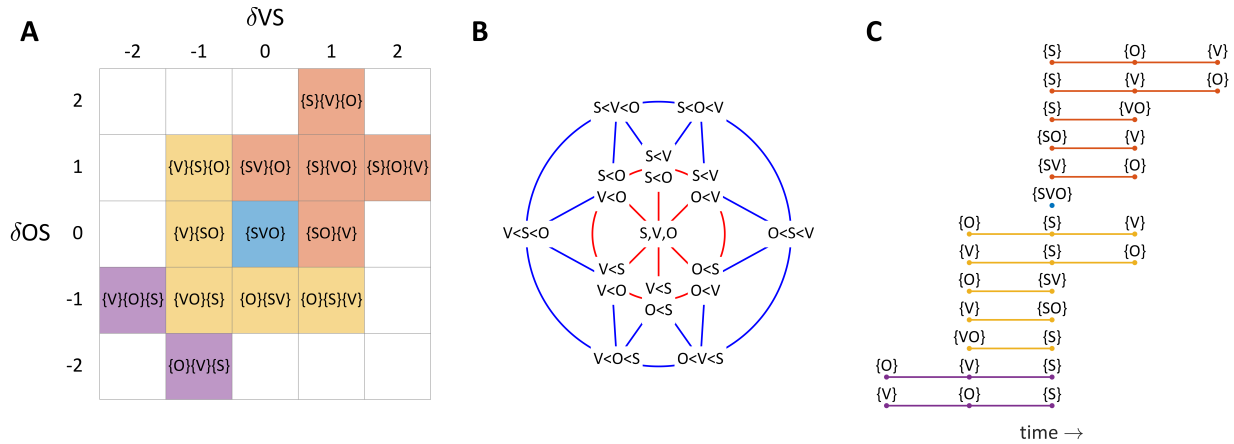 A
δVS
-2 -1 0 1 2
2 {S}{V}{O}
1 {V}{S}{O} {SV}{O} {S}{VO} {S}{O}{V}
δOS 0 {V}{SO} {SVO} {SO}{V}
-1 {V}{O}{S} {VO}{S} {O}{SV} {O}{S}{V}
-2 {O}{V}{S}
B
S<V<O S<O<V
S<V
S<O S<O S<V
V<O O<V
V<S<O S,V,O O<S<V
V<S O<S
V<O V<S O<V
O<S
V<O<S O<V<S
C
{S} {O} {V}
{S} {V} {O}
{S} {VO}
{SO} {V}
{SV} {O}
{SVO}
{O} {S} {V}
{V} {S} {O}
{O} {SV}
{V} {SO}
{VO} {S}
{O} {V} {S}
{V} {O} {S}
time →